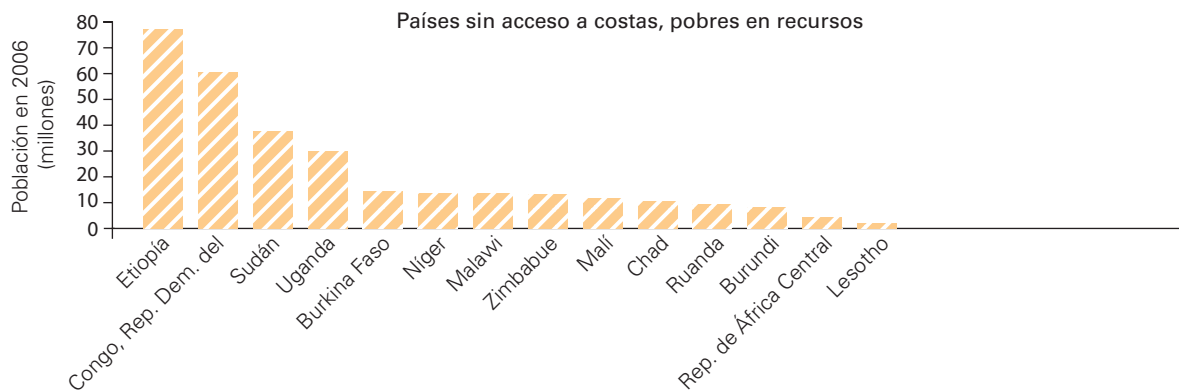 Países sin acceso a costas, pobres en recursos
Población en 2006
(millones)
80
70
60
50
40
30
20
10
0
Etiopía
Congo, Rep. Dem. del
Sudán
Uganda
Burkina Faso
Níger
Malawi
Zimbabue
Malí
Chad
Ruanda
Burundi
Rep. de África Central
Lesotho